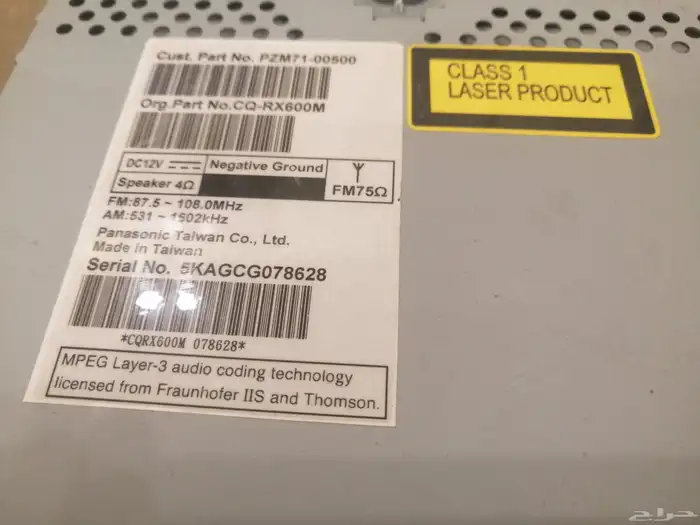 Cust. Part No. PZM71-00500
Org.Part No.CQ-RX600M
DC12V
Negative Ground
Speaker 4Ω
FM75Ω
FM:87.5 ~ 108.0MHz
AM:531 ~ 1602kHz
Panasonic Taiwan Co., Ltd.
Made in Taiwan
Serial No. 5KAGCG078628
*CQRX600M 078628*
MPEG Layer-3 audio coding technology
licensed from Fraunhofer IIS and Thomson.
CLASS 1
LASER PRODUCT
حراج